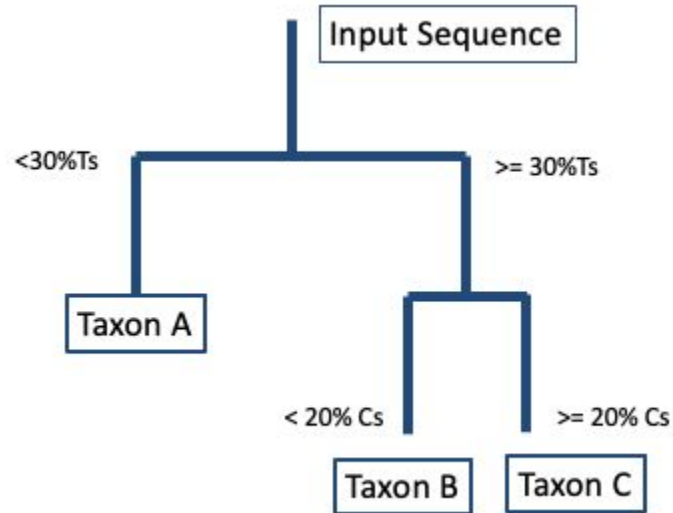 Input Sequence
<30%Ts
>= 30%Ts
Taxon A
< 20% Cs
>= 20% Cs
Taxon B
Taxon C